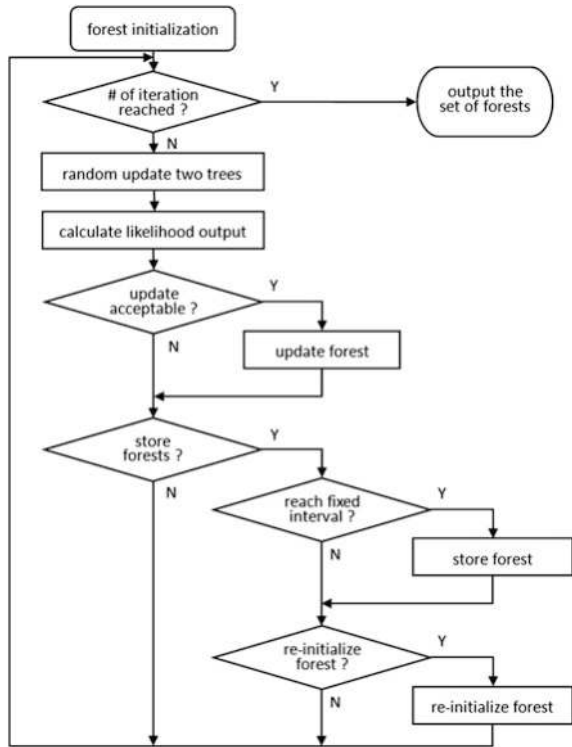 forest initialization
# of iteration
reached ?
Y
output the
set of forests
N
random update two trees
calculate likelihood output
update
acceptable ?
Y
N
update forest
store
forests ?
Y
N
reach fixed
interval ?
Y
N
store forest
re-initialize
forest ?
Y
N
re-initialize forest